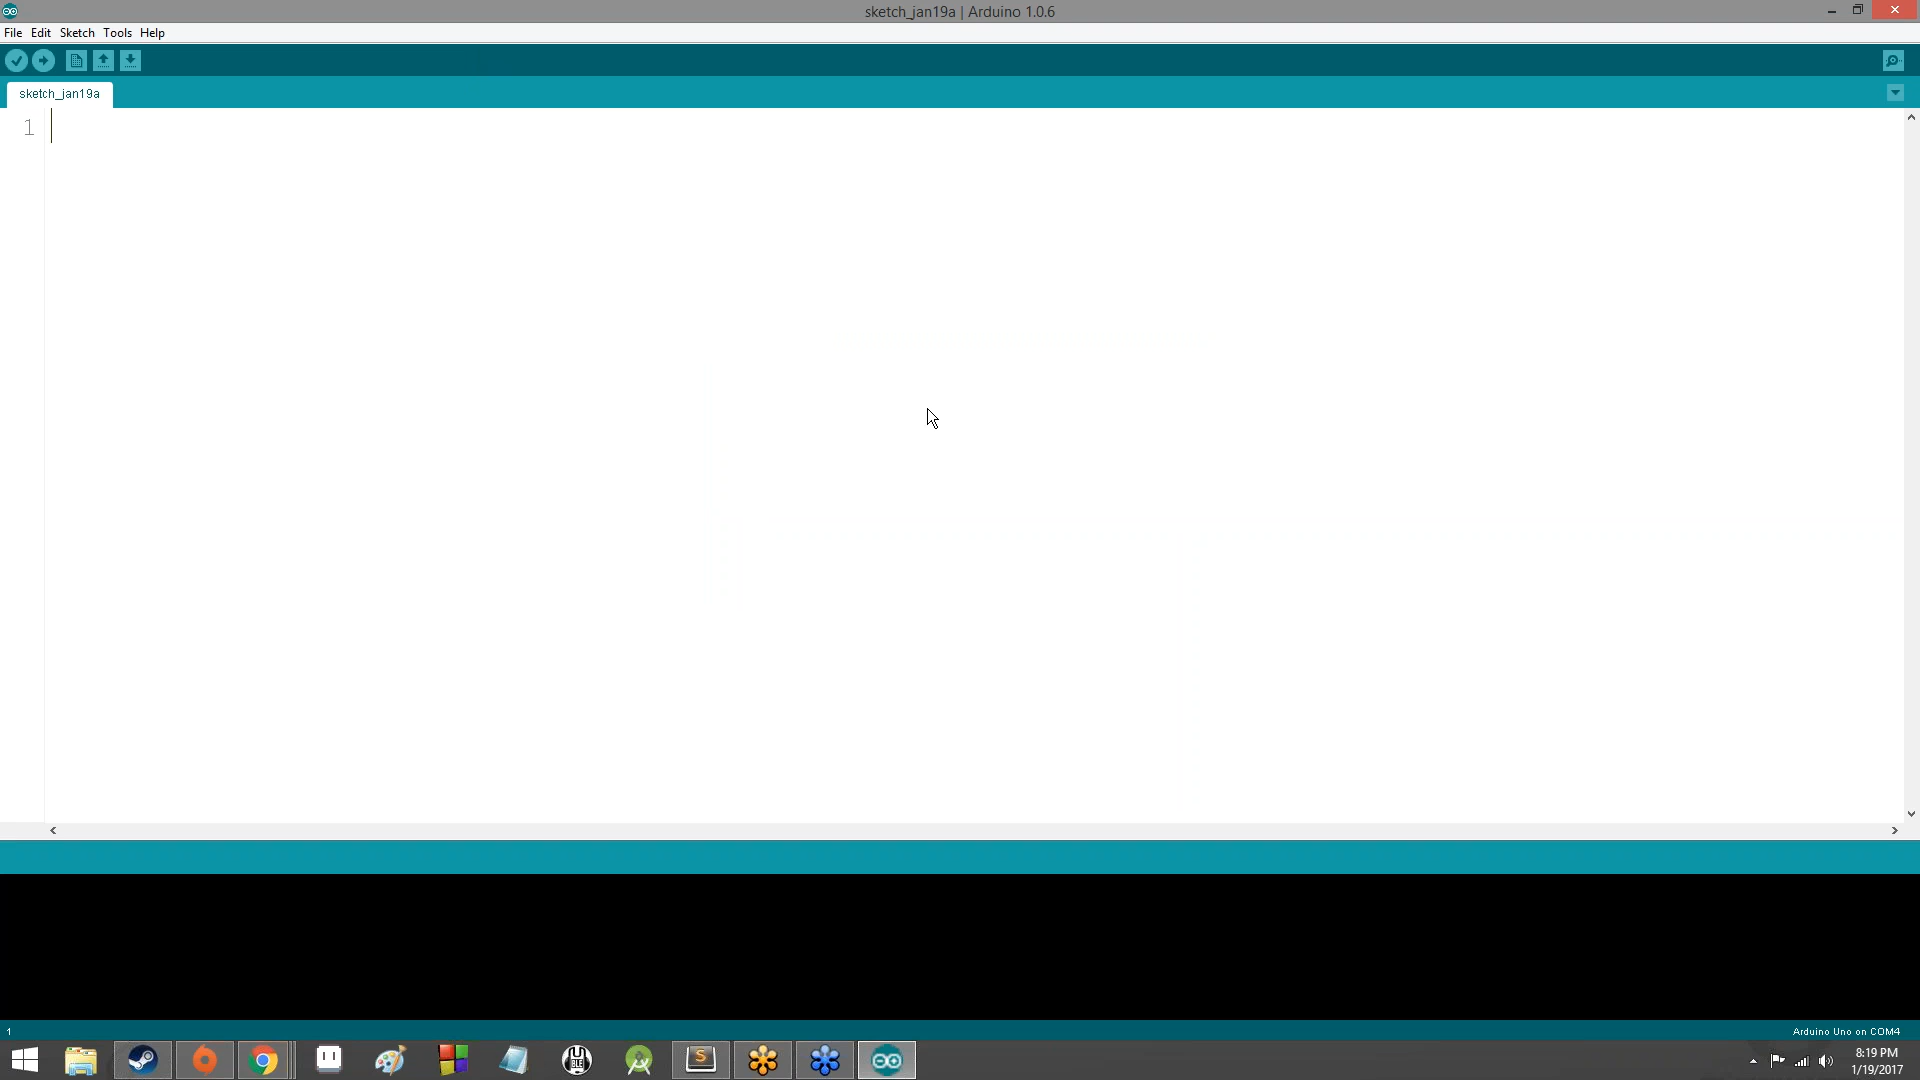 sketch_jan19a | Arduino 1.0.6
File Edit Sketch Tools Help
sketch_jan19a
1
1
Arduino Uno on COM4
S
BLE
8:19 PM
1/19/2017